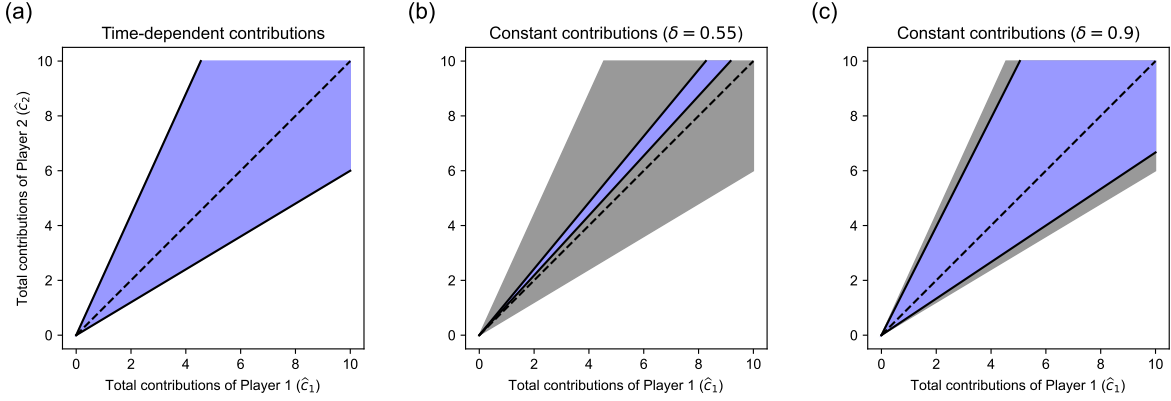 (a)
Time-dependent contributions
10
8
6
4
2
0
0 2 4 6 8 10
Total contributions of Player 2 (ĉ₂)
Total contributions of Player 1 (ĉ₁)
(b)
Constant contributions (δ = 0.55)
10
8
6
4
2
0
0 2 4 6 8 10
Total contributions of Player 1 (ĉ₁)
(c)
Constant contributions (δ = 0.9)
10
8
6
4
2
0
0 2 4 6 8 10
Total contributions of Player 1 (ĉ₁)